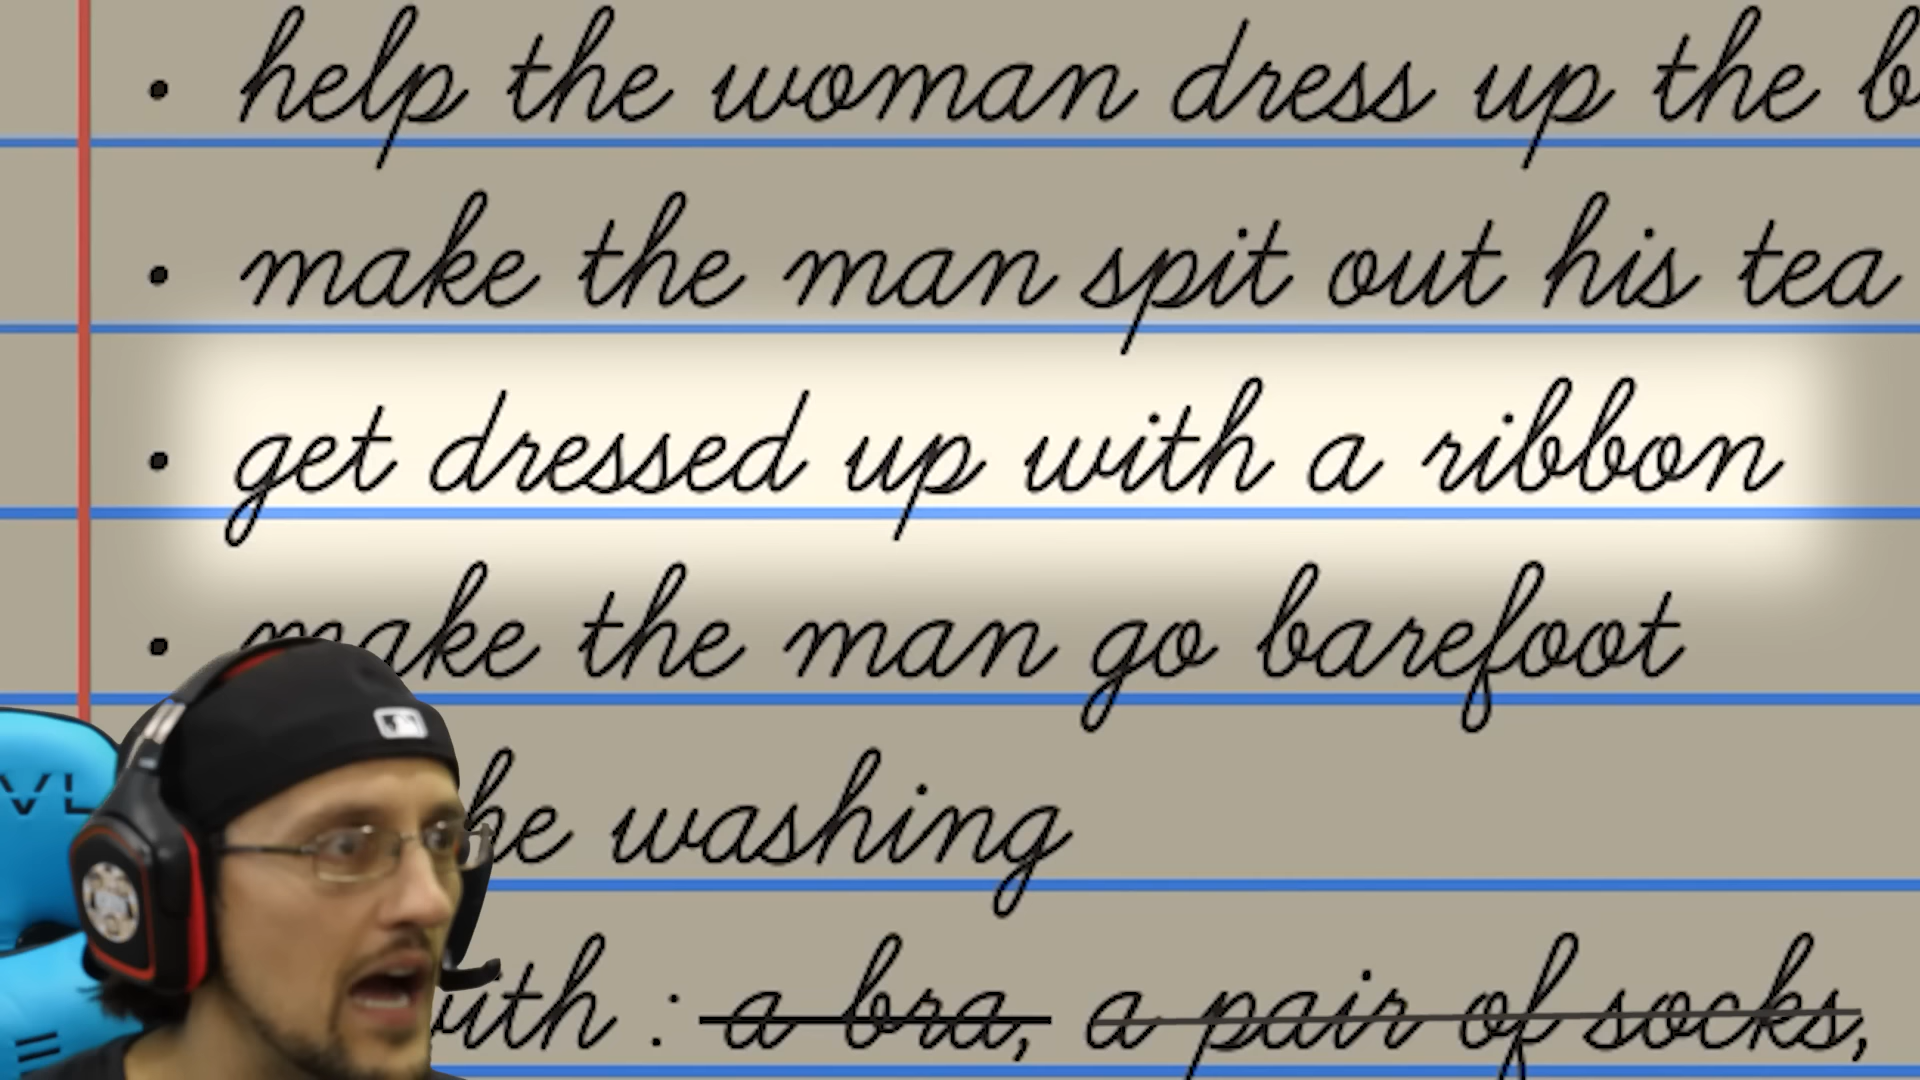 • help the woman dress up the
• make the man spit out his tea
• get dressed up with a ribbon
• make the man go barefoot
washing
: a bra, a pair of socks,
VL